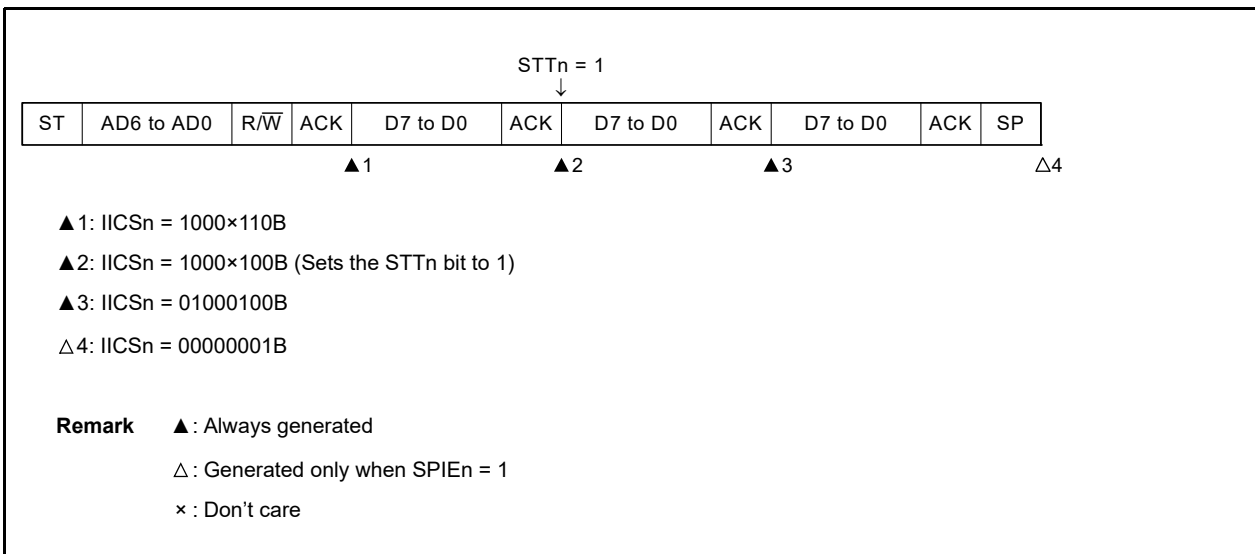 STTn = 1
↓
ST AD6 to AD0 R/W̅ ACK D7 to D0 ACK D7 to D0 ACK D7 to D0 ACK SP
▲1 ▲2 ▲3 △4
▲1: IICSn = 1000×110B
▲2: IICSn = 1000×100B (Sets the STTn bit to 1)
▲3: IICSn = 01000100B
△4: IICSn = 00000001B
Remark ▲: Always generated
△: Generated only when SPIEn = 1
×: Don't care